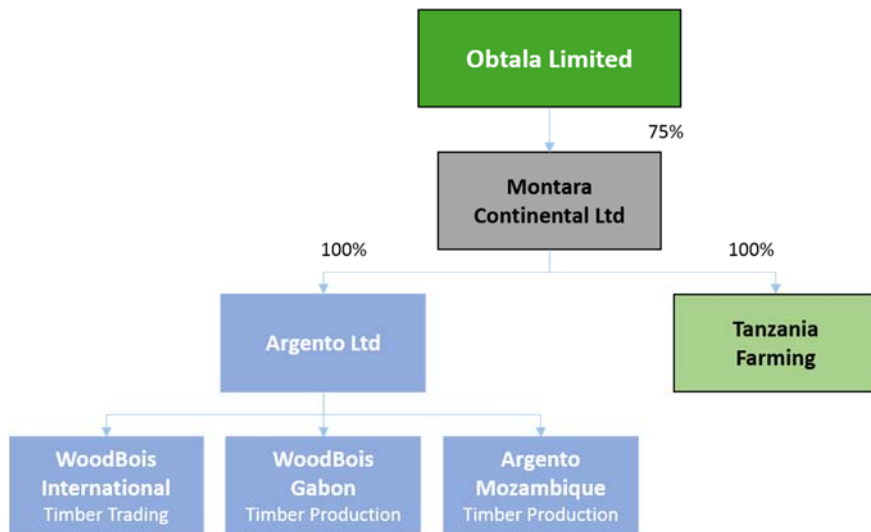 Obtala Limited
75%
Montara
Continental Ltd
100%
100%
Argento Ltd
Tanzania
Farming
WoodBois
International
Timber Trading
WoodBois
Gabon
Timber Production
Argento
Mozambique
Timber Production